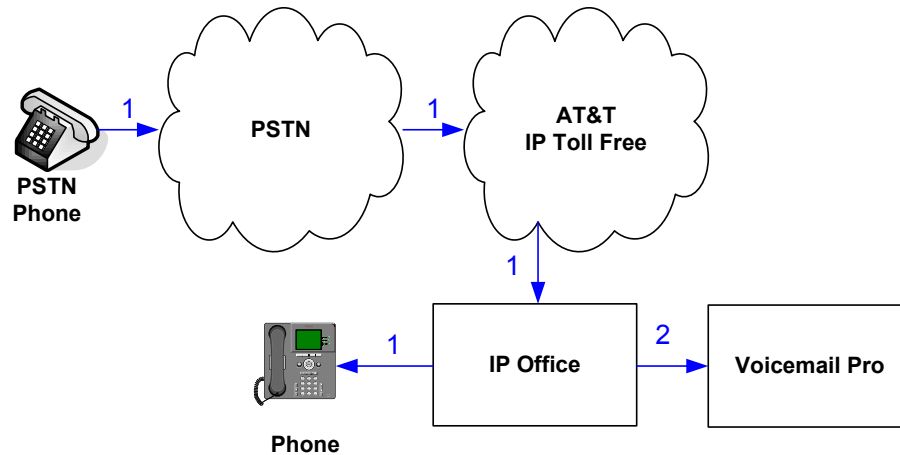 1
PSTN
1
AT&T
IP Toll Free
PSTN
Phone
1
1
IP Office
2
Voicemail Pro
Phone